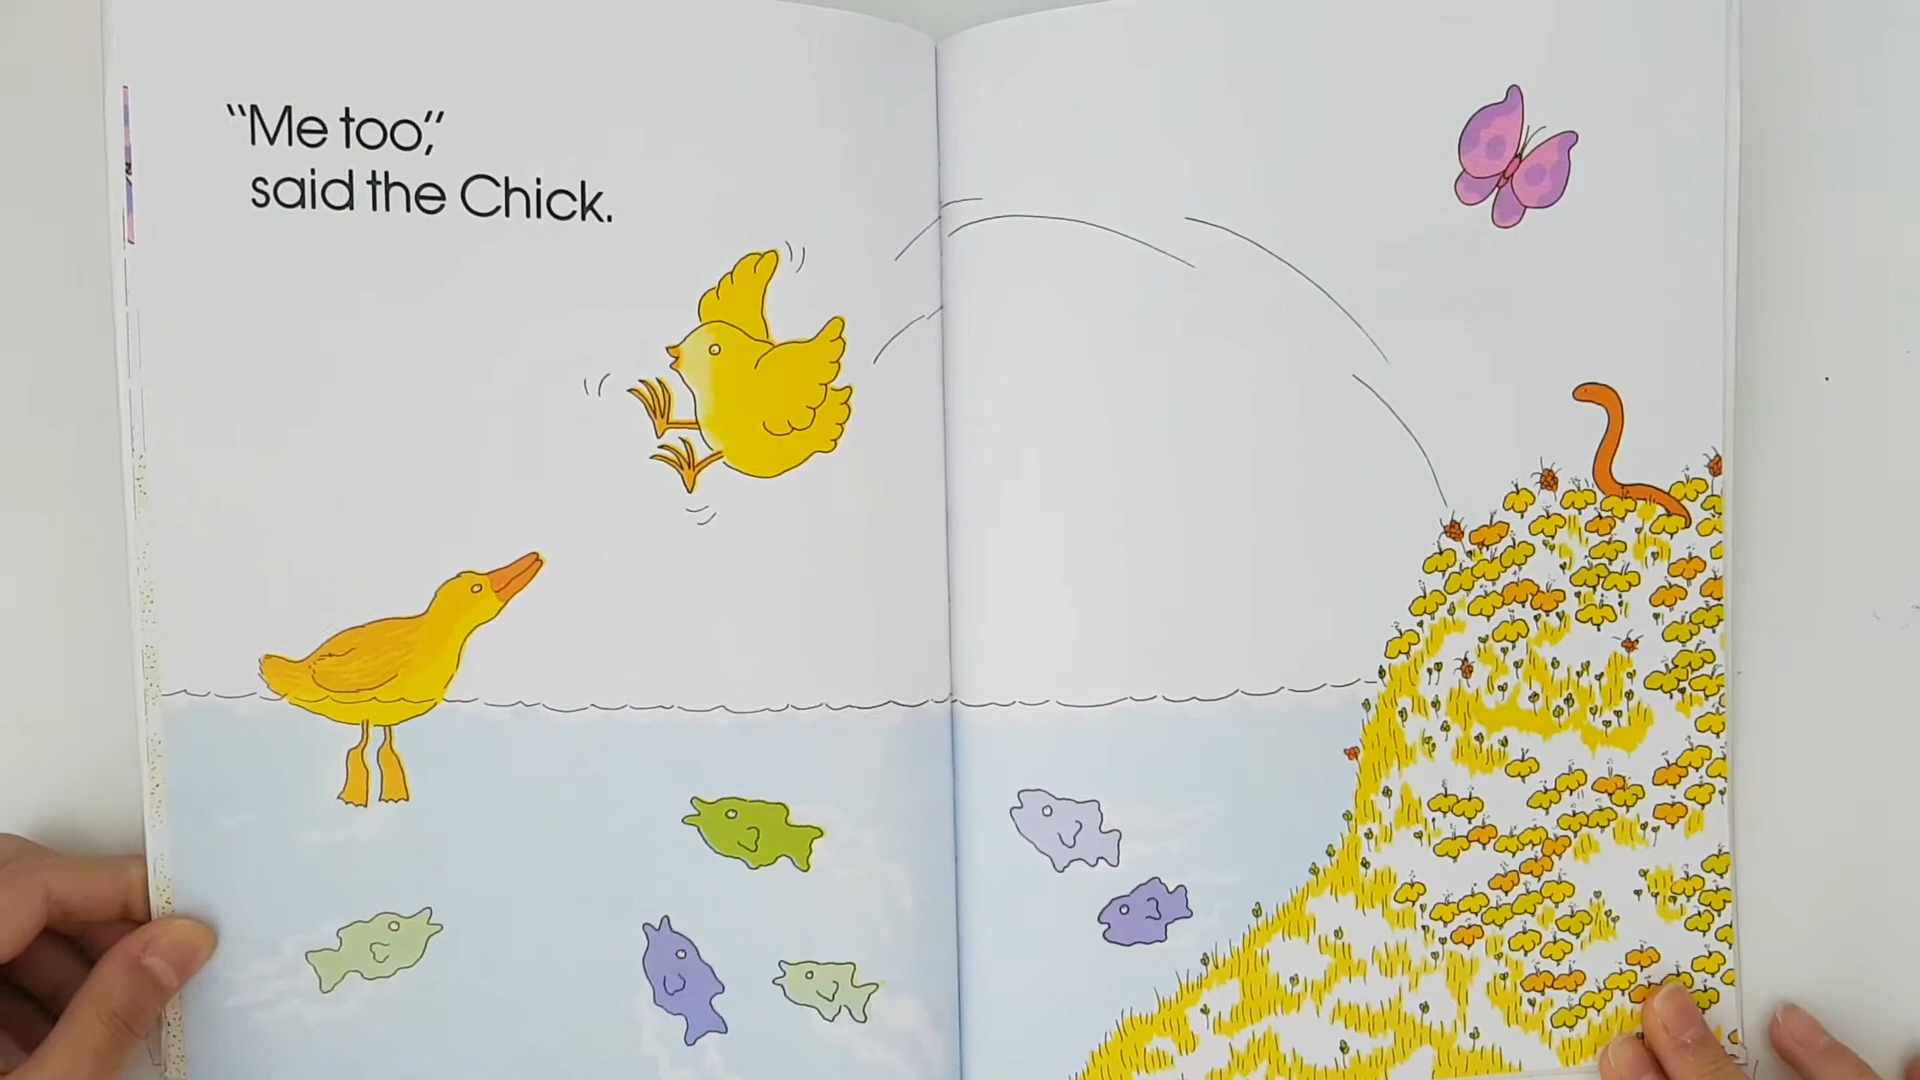 “Me too,”
said the Chick.